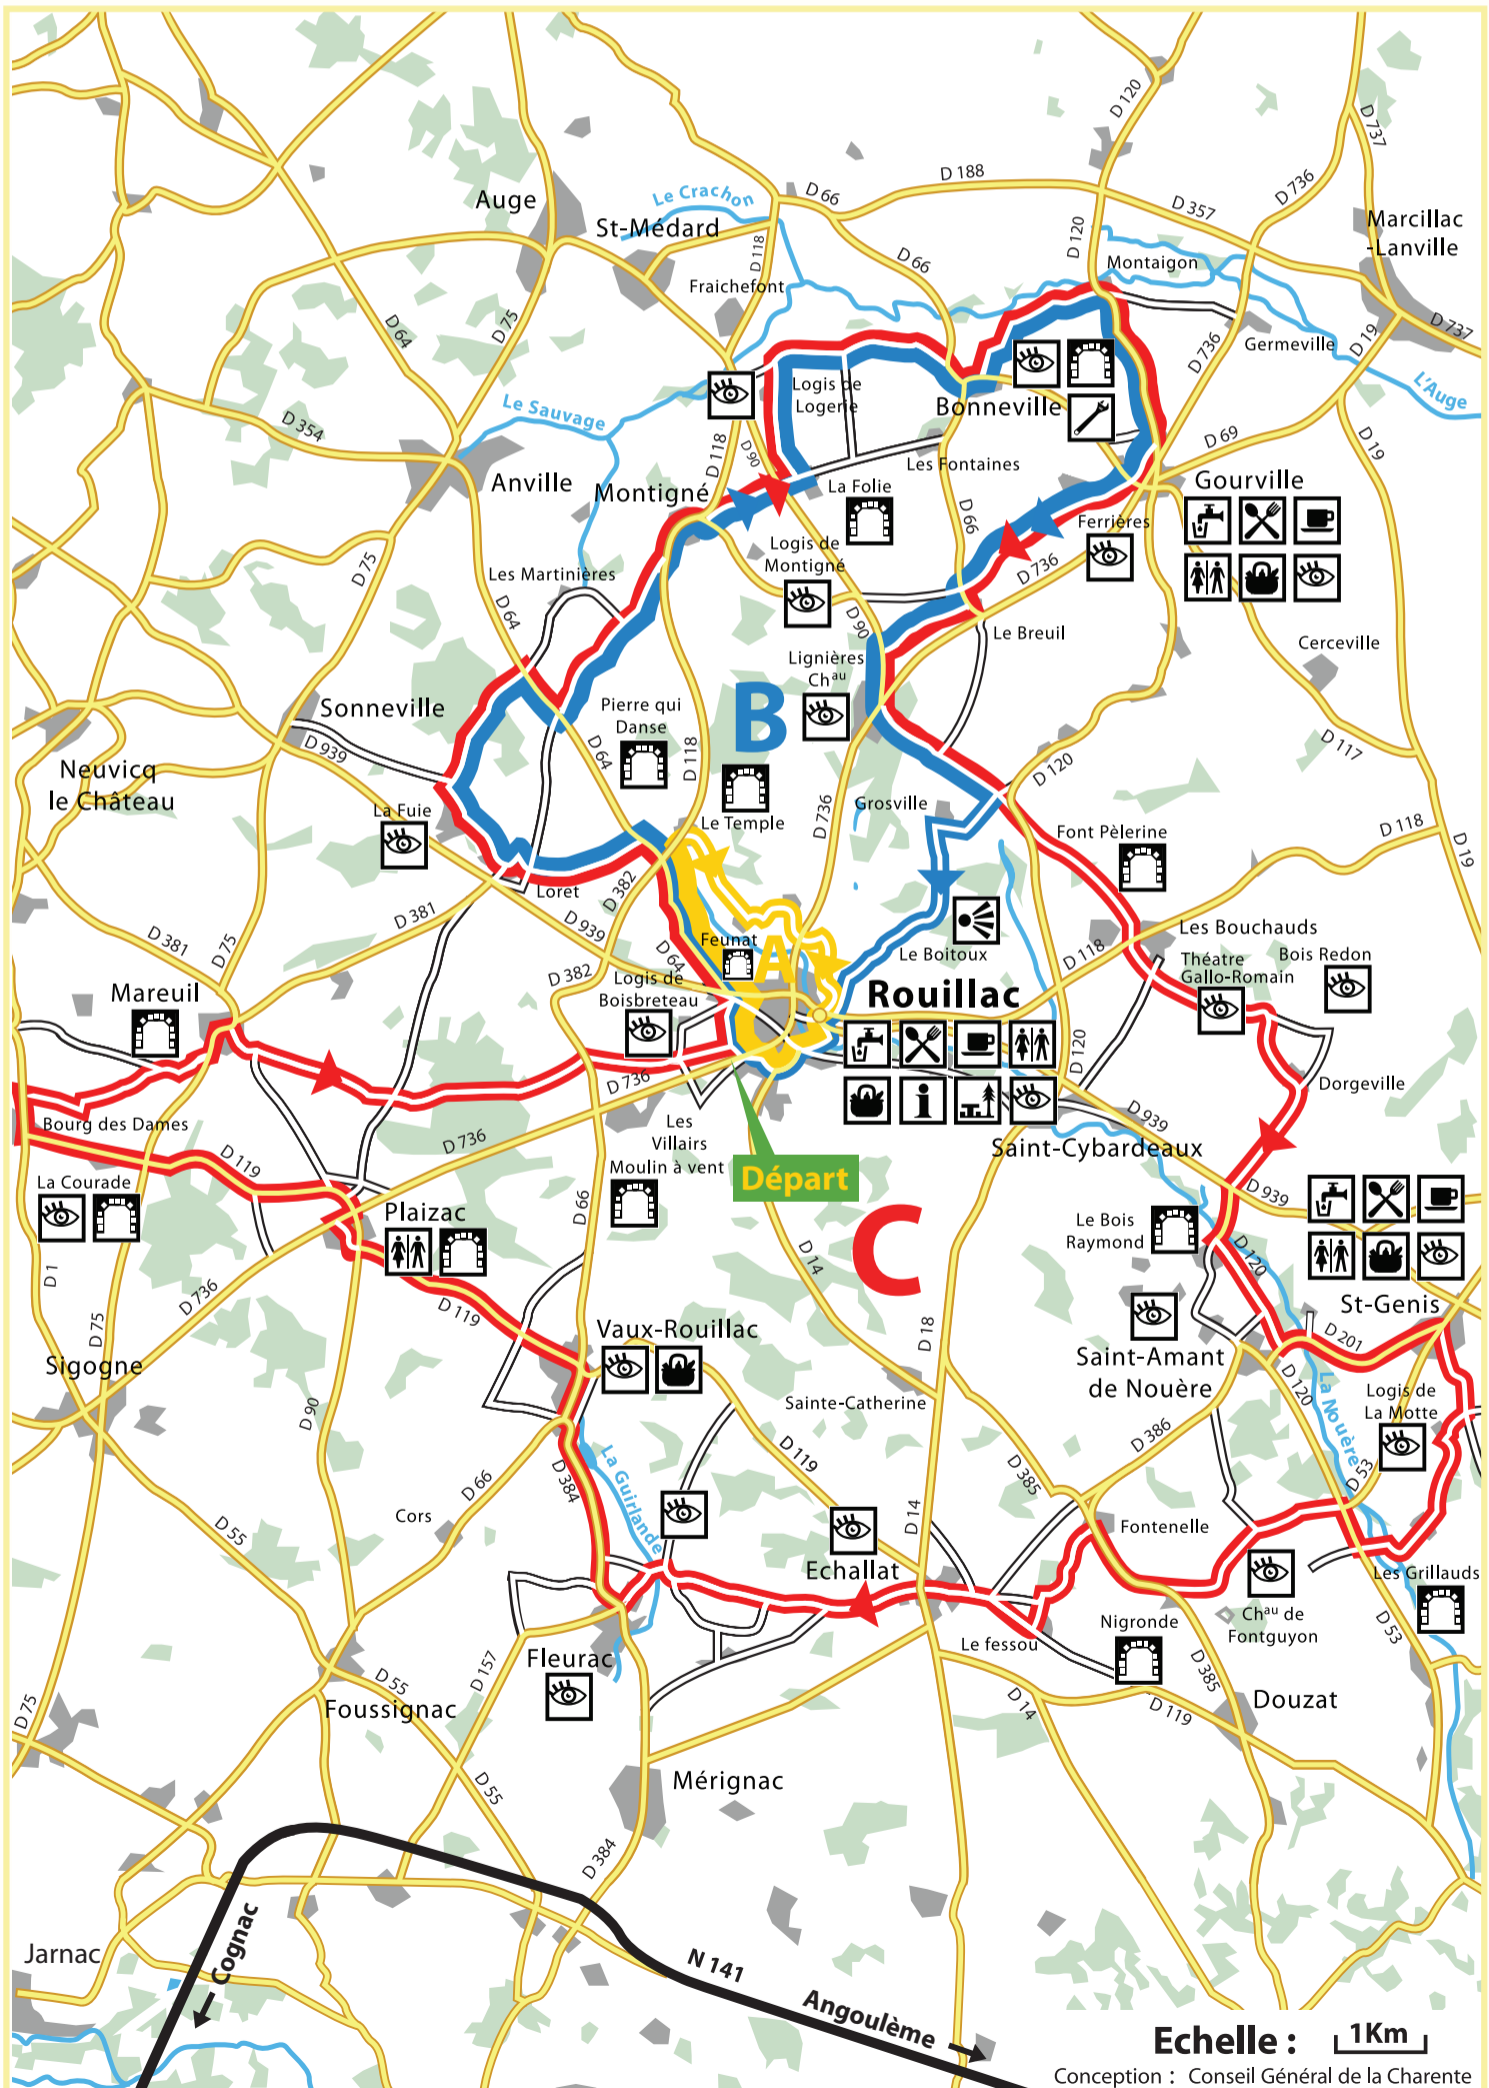 D 120
D 737
D 188
D 66
D 357
D 736
Le Crachon
Auge
St-Médard
D 118
D 120
Marcillac
-Lanville
D 66
Montaigon
Fraichefont
D 64
D 75
D 736
Germeville
D 19
D 737
L'Auge
Logis de
Logerie
Bonneville
Le Sauvage
D 354
D 118
D 90
D 69
D 19
Les Fontaines
Anville
Montigné
La Folie
Gourville
D 66
Ferrières
Logis de
Montigné
D 75
Les Martinières
D 736
D 64
D 90
Le Breuil
Cerceville
Lignières
Chau
Sonneville
Pierre qui
Danse
B
D 939
D 64
D 118
D 117
Neuvicq
le Château
D 120
La Fuie
Le Temple
D 736
Grosville
Font Pèlerine
D 118
D 19
Loret
D 382
D 381
D 939
D 381
D 75
Feunat
A
D 64
Le Boitoux
Les Bouchauds
D 118
Théatre
Gallo-Romain
Bois Redon
D 382
Logis de
Boisbreteau
Mareuil
Rouillac
D 120
D 736
Dorgeville
Bourg des Dames
Les
Villairs
D 939
Saint-Cybardeaux
D 736
D 119
Moulin à vent
Départ
La Courade
D 939
Plaizac
D 66
C
Le Bois
Raymond
D 120
D 14
D 1
D 736
D 119
St-Genis
D 75
Vaux-Rouillac
D 18
D 201
Sigogne
Saint-Amant
de Nouère
D 120
La Nouère
Logis de
La Motte
D 90
Sainte-Catherine
D 386
D 119
D 384
D 66
La Guirlande
D 385
D 53
Cors
D 55
D 14
Echallat
Fontenelle
Les Grillauds
Chau de
Fontguyon
Nigronde
Le fessou
D 53
Fleurac
D 157
D 55
D 385
Foussignac
D 75
D 14
D 119
Douzat
Mérignac
D 55
D 384
Cognac
Jarnac
N 141
Angoulême
Echelle : 1Km
Conception : Conseil Général de la Charente